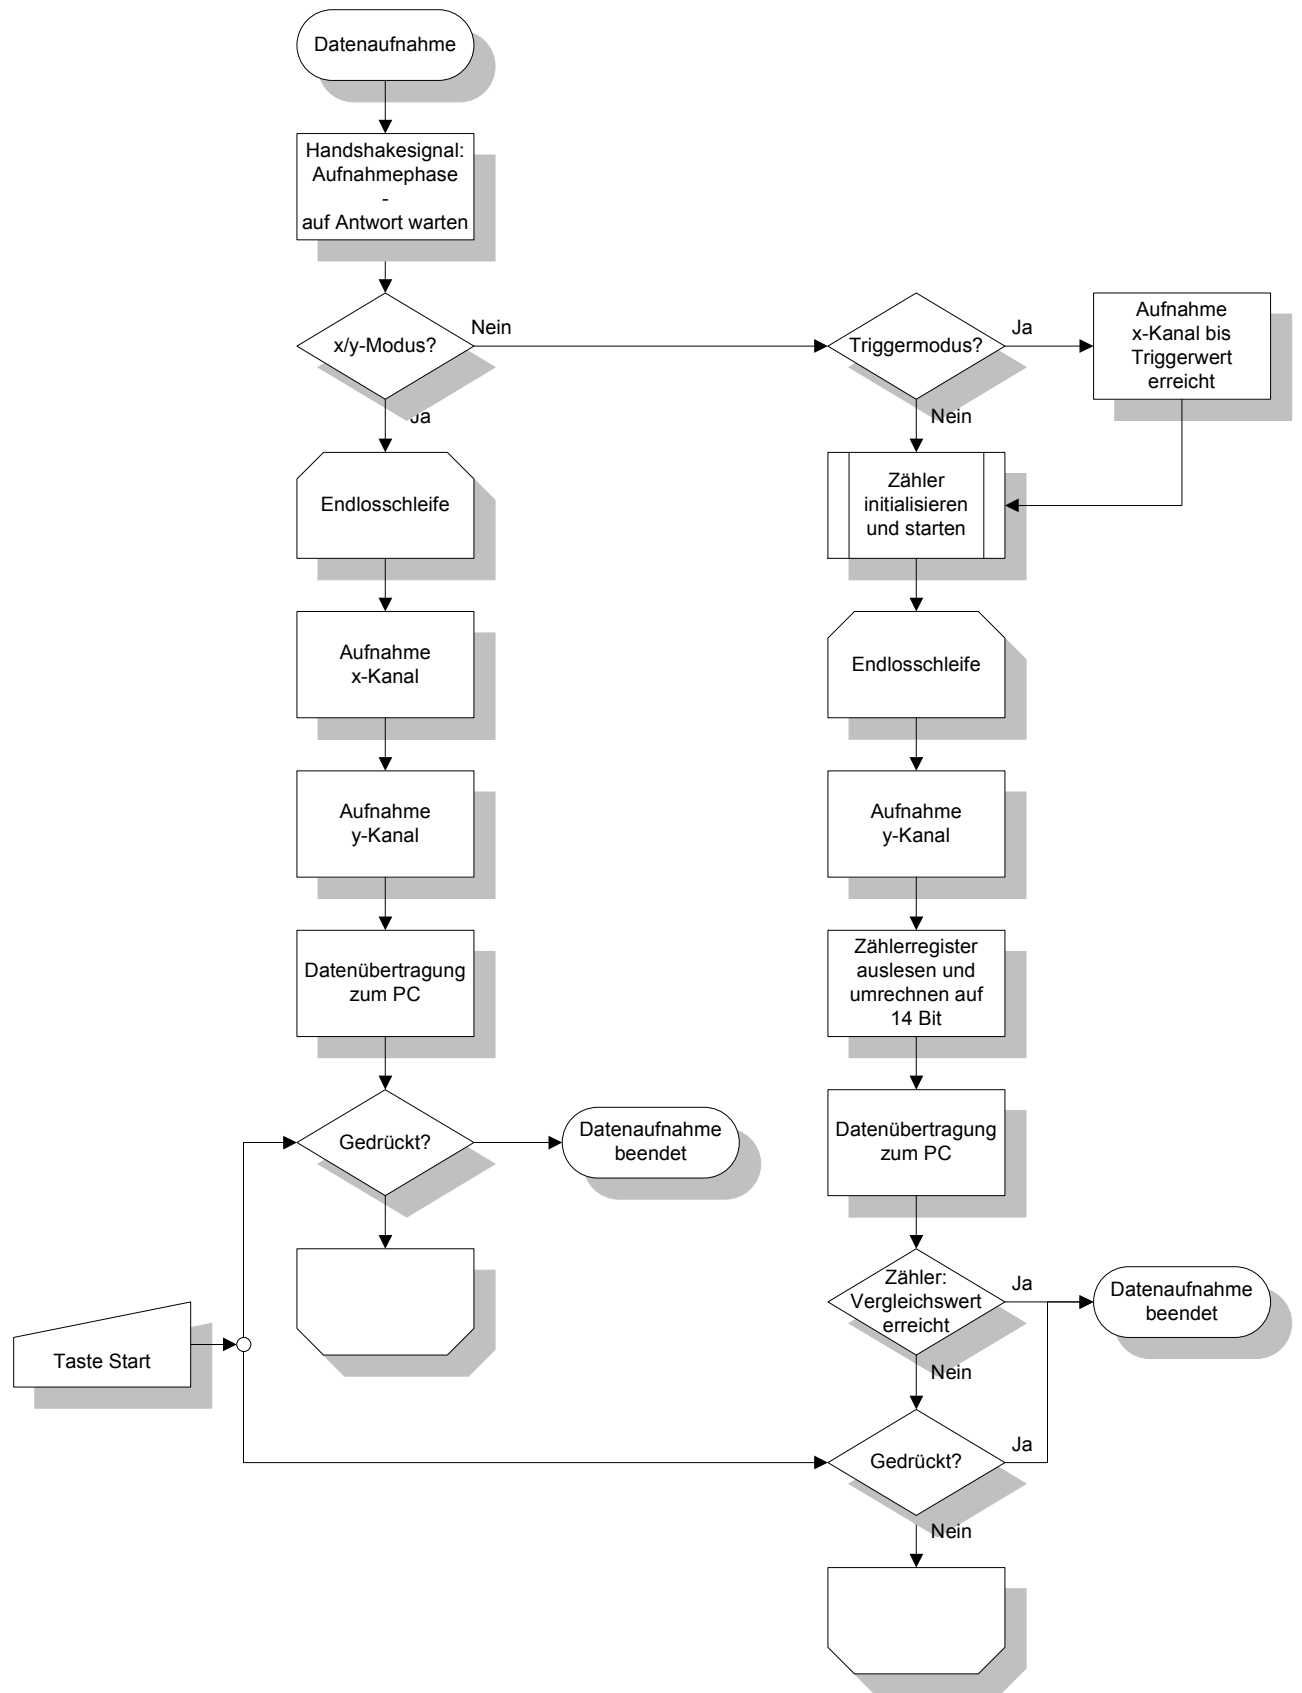 Datenaufnahme
Handshakesignal:
Aufnahmephase
-
auf Antwort warten
x/y-Modus?
Nein
Ja
Triggermodus?
Ja
Nein
Aufnahme
x-Kanal bis
Triggerwert
erreicht
Endlosschleife
Zähler
initialisieren
und starten
Aufnahme
x-Kanal
Endlosschleife
Aufnahme
y-Kanal
Aufnahme
y-Kanal
Datenübertragung
zum PC
Zählerregister
auslesen und
umrechnen auf
14 Bit
Gedrückt?
Datenaufnahme
beendet
Datenübertragung
zum PC
Taste Start
Zähler:
Vergleichswert
erreicht
Ja
Nein
Datenaufnahme
beendet
Gedrückt?
Ja
Nein